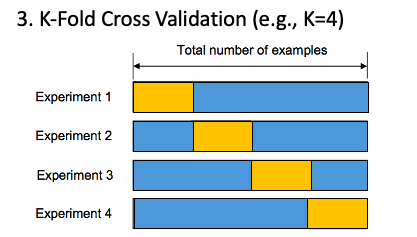 3. K-Fold Cross Validation (e.g., K=4)
Total number of examples
Experiment 1
Experiment 2
Experiment 3
Experiment 4